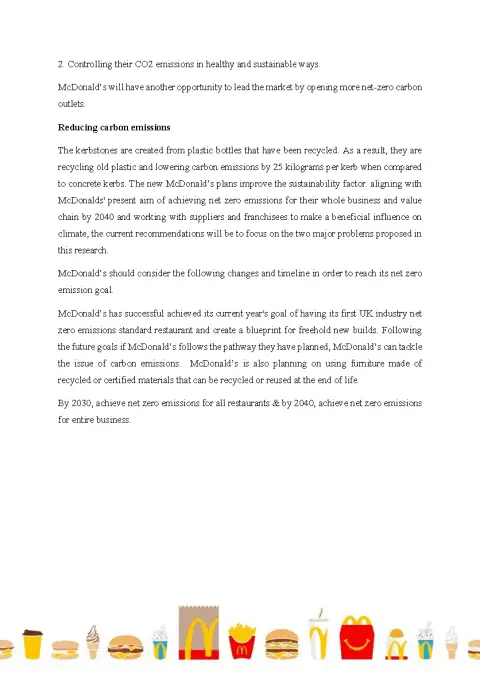 2. Controlling their CO2 emissions in healthy and sustainable ways.
McDonald's will have another opportunity to lead the market by opening more net-zero carbon
outlets.
Reducing carbon emissions
The kerbstones are created from plastic bottles that have been recycled. As a result, they are
recycling old plastic and lowering carbon emissions by 25 kilograms per kerb when compared
to concrete kerbs. The new McDonald's plans improve the sustainability factor. aligning with
McDonalds' present aim of achieving net zero emissions for their whole business and value
chain by 2040 and working with suppliers and franchisees to make a beneficial influence on
climate, the current recommendations will be to focus on the two major problems proposed in
this research.
McDonald's should consider the following changes and timeline in order to reach its net zero
emission goal.
McDonald's has successful achieved its current year's goal of having its first UK industry net
zero emissions standard restaurant and create a blueprint for freehold new builds. Following
the future goals if McDonald's follows the pathway they have planned, McDonald's can tackle
the issue of carbon emissions. McDonald's is also planning on using furniture made of
recycled or certified materials that can be recycled or reused at the end of life.
By 2030, achieve net zero emissions for all restaurants & by 2040, achieve net zero emissions
for entire business.